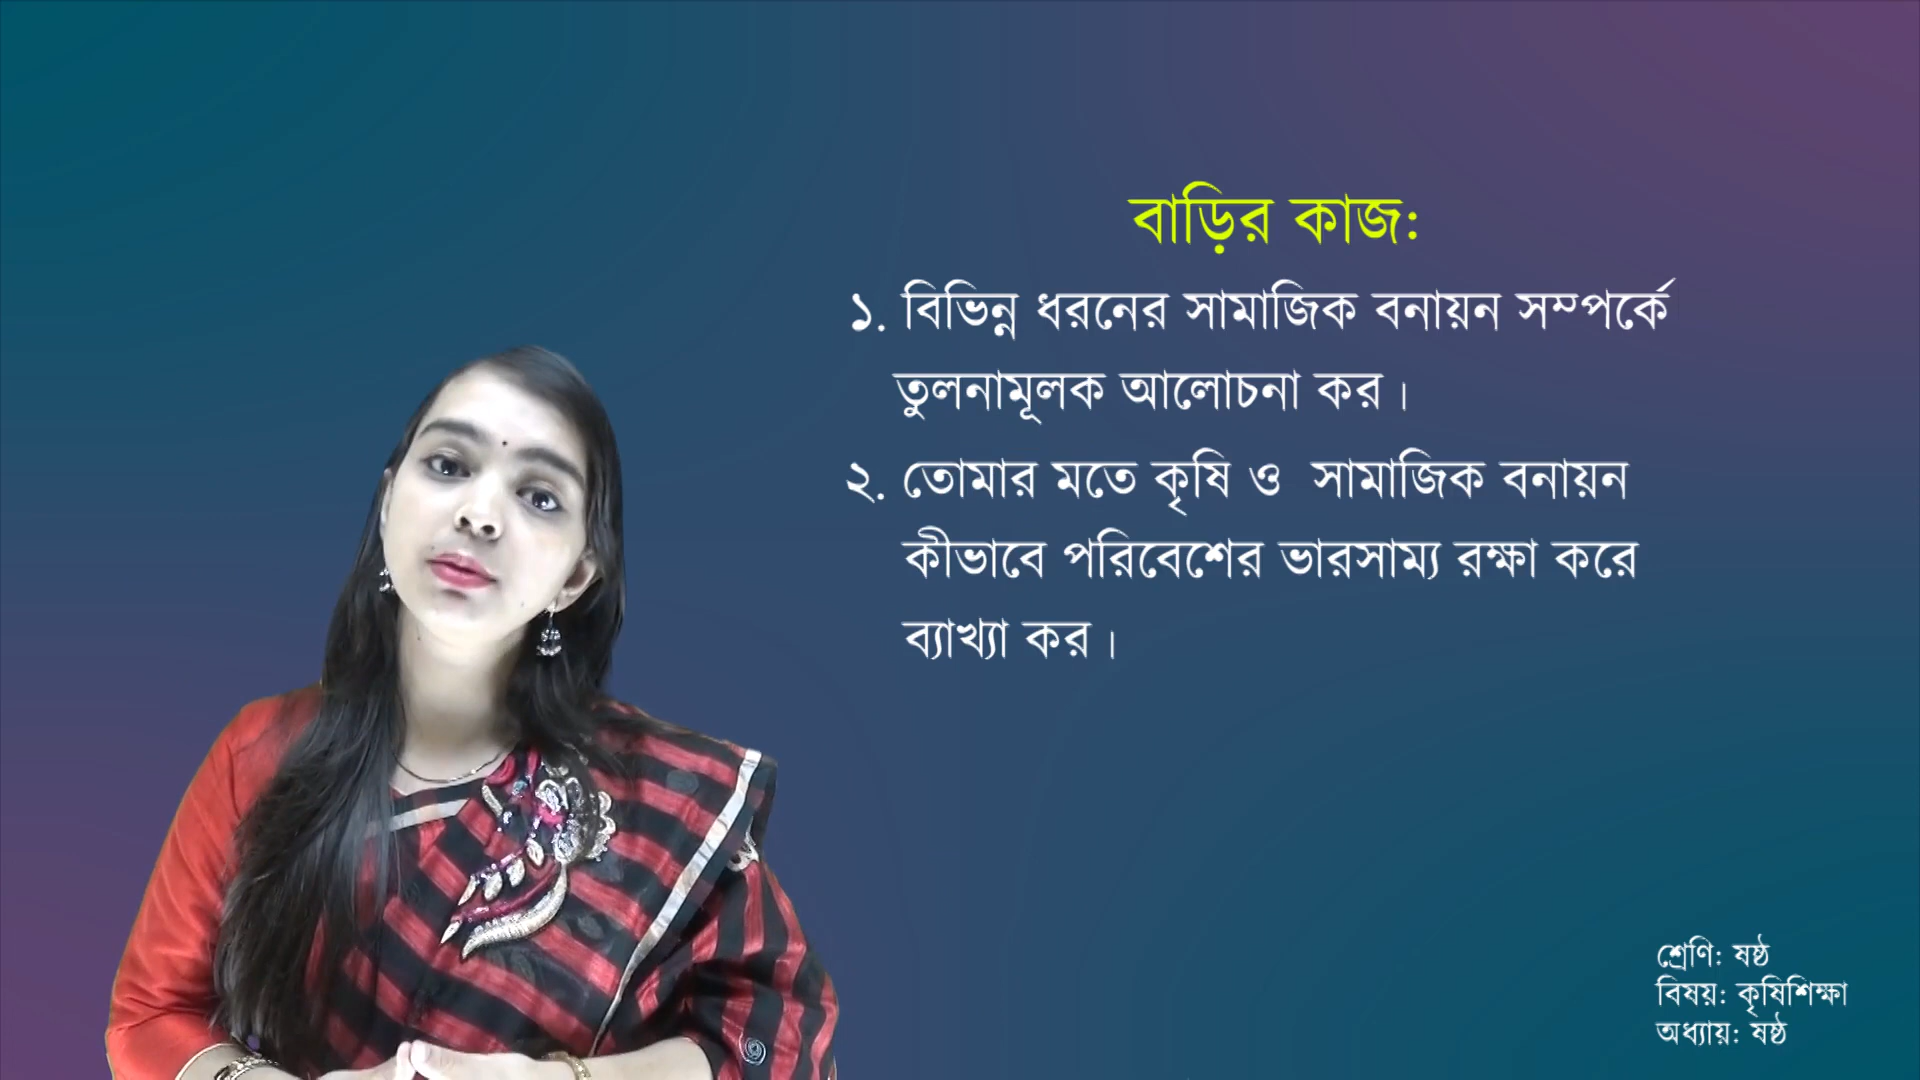 বাড়ির কাজ:
১. বিভিন্ন ধরনের সামাজিক বনায়ন সম্পর্কে
তুলনামূলক আলোচনা কর।
২. তোমার মতে কৃষি ও সামাজিক বনায়ন
কীভাবে পরিবেশের ভারসাম্য রক্ষা করে
ব্যাখ্যা কর।
শ্রেণি: ষষ্ঠ
বিষয়: কৃষিশিক্ষা
অধ্যায়: ষষ্ঠ